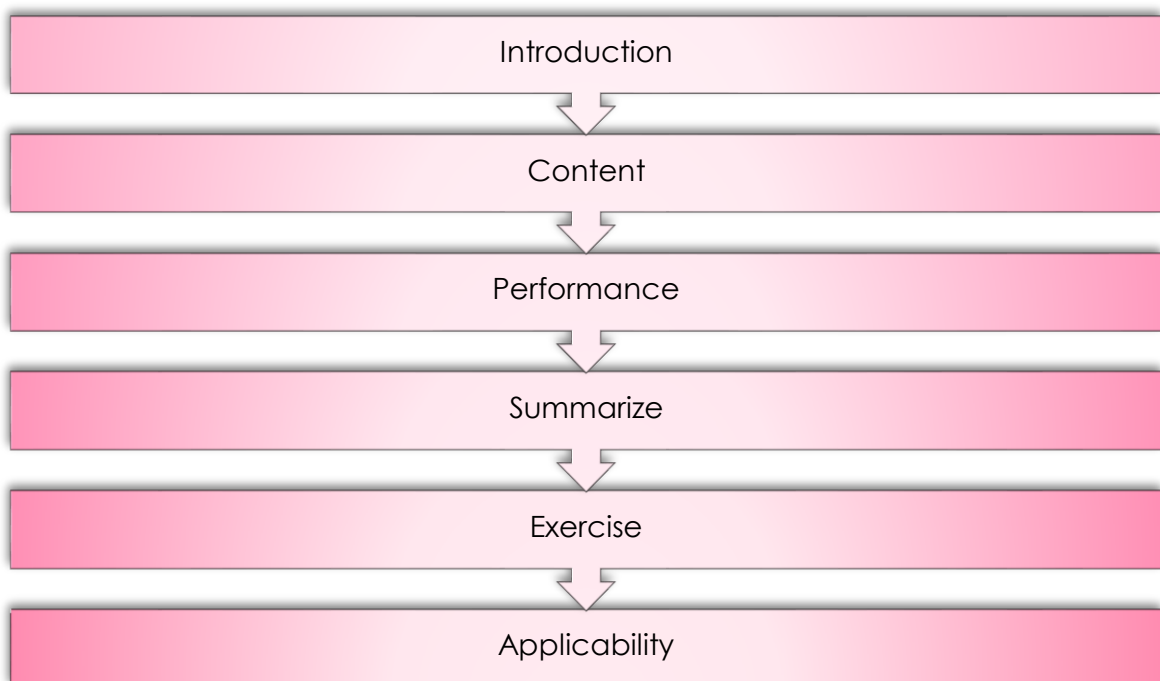 Introduction
Content
Performance
Summarize
Exercise
Applicability